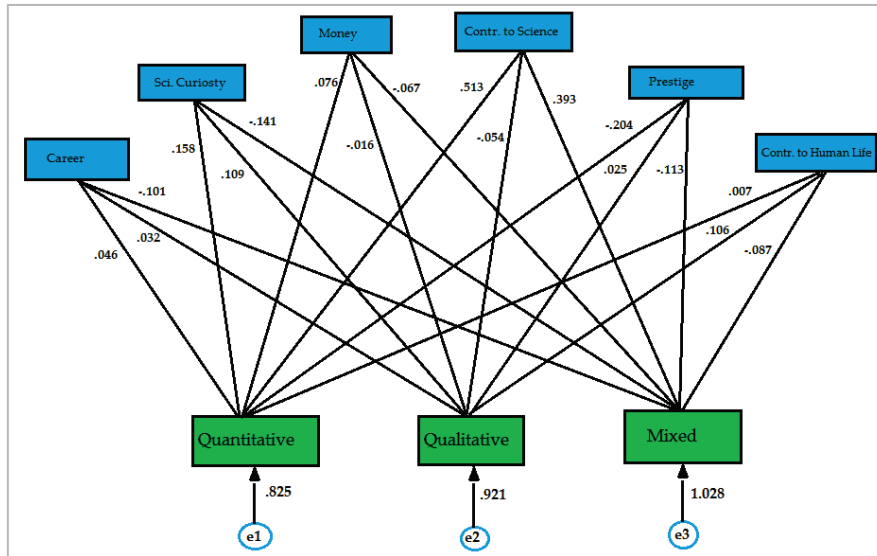 Money
Contr. to Science
Sci. Curiosty
Prestige
Career
Contr. to Human Life
.076
-.067
.513
.393
-.141
.158
.109
-.016
-.054
-.204
.025
-.113
-.101
.032
.046
.007
.106
-.087
Quantitative
Qualitative
Mixed
.825
.921
1.028
e1
e2
e3